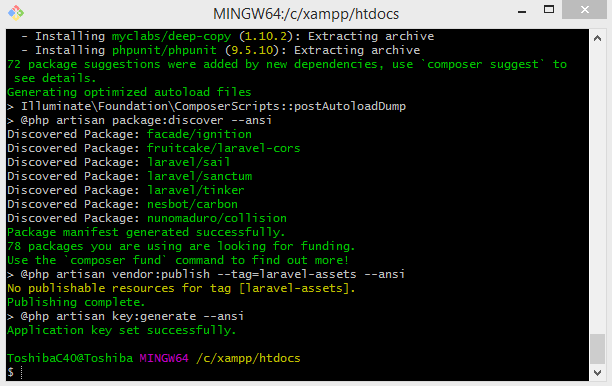 MINGW64:/c/xampp/htdocs
- Installing myclabs/deep-copy (1.10.2): Extracting archive
- Installing phpunit/phpunit (9.5.10): Extracting archive
72 package suggestions were added by new dependencies, use `composer suggest` to
see details.
Generating optimized autoload files
> Illuminate\Foundation\ComposerScripts::postAutoloadDump
> @php artisan package:discover --ansi
Discovered Package: facade/ignition
Discovered Package: fruitcake/laravel-cors
Discovered Package: laravel/sail
Discovered Package: laravel/sanctum
Discovered Package: laravel/tinker
Discovered Package: nesbot/carbon
Discovered Package: nunomaduro/collision
Package manifest generated successfully.
78 packages you are using are looking for funding.
Use the `composer fund` command to find out more!
> @php artisan vendor:publish --tag=laravel-assets --ansi
No publishable resources for tag [laravel-assets].
Publishing complete.
> @php artisan key:generate --ansi
Application key set successfully.
ToshibaC40@Toshiba MINGW64 /c/xampp/htdocs
$